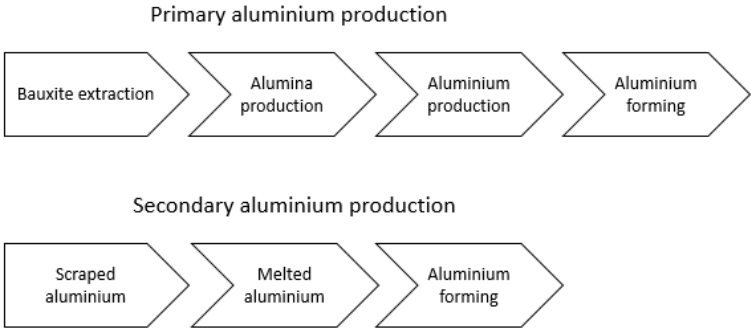 Primary aluminium production
Bauxite extraction
Alumina
production
Aluminium
production
Aluminium
forming
Secondary aluminium production
Scraped
aluminium
Melted
aluminium
Aluminium
forming